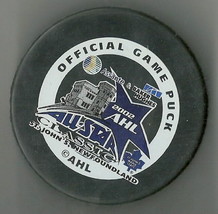 OFFICIAL GAME PUCK
2002
AHL
ALL-STAR
CLASSIC
ST. JOHN'S, NEWFOUNDLAND
©AHL